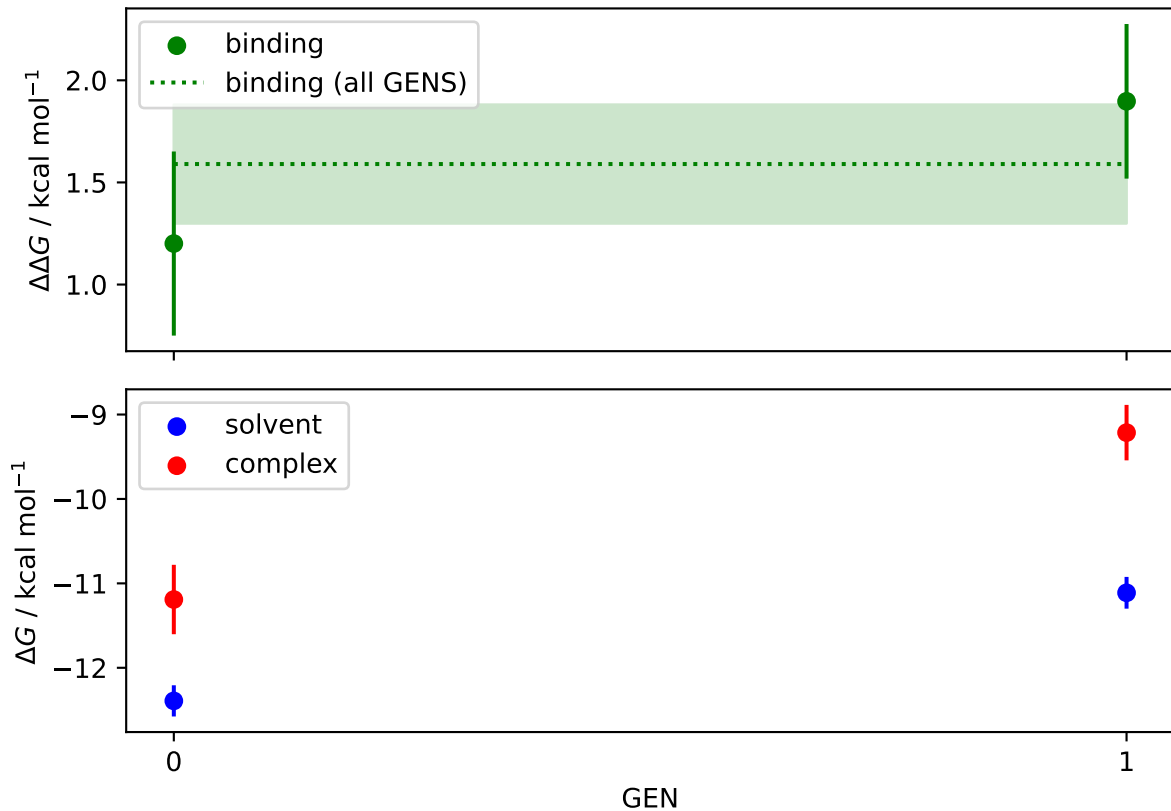 binding
binding (all GENS)
ΔΔG / kcal mol⁻¹
2.0
1.5
1.0
solvent
complex
ΔG / kcal mol⁻¹
−9
−10
−11
−12
0
1
GEN